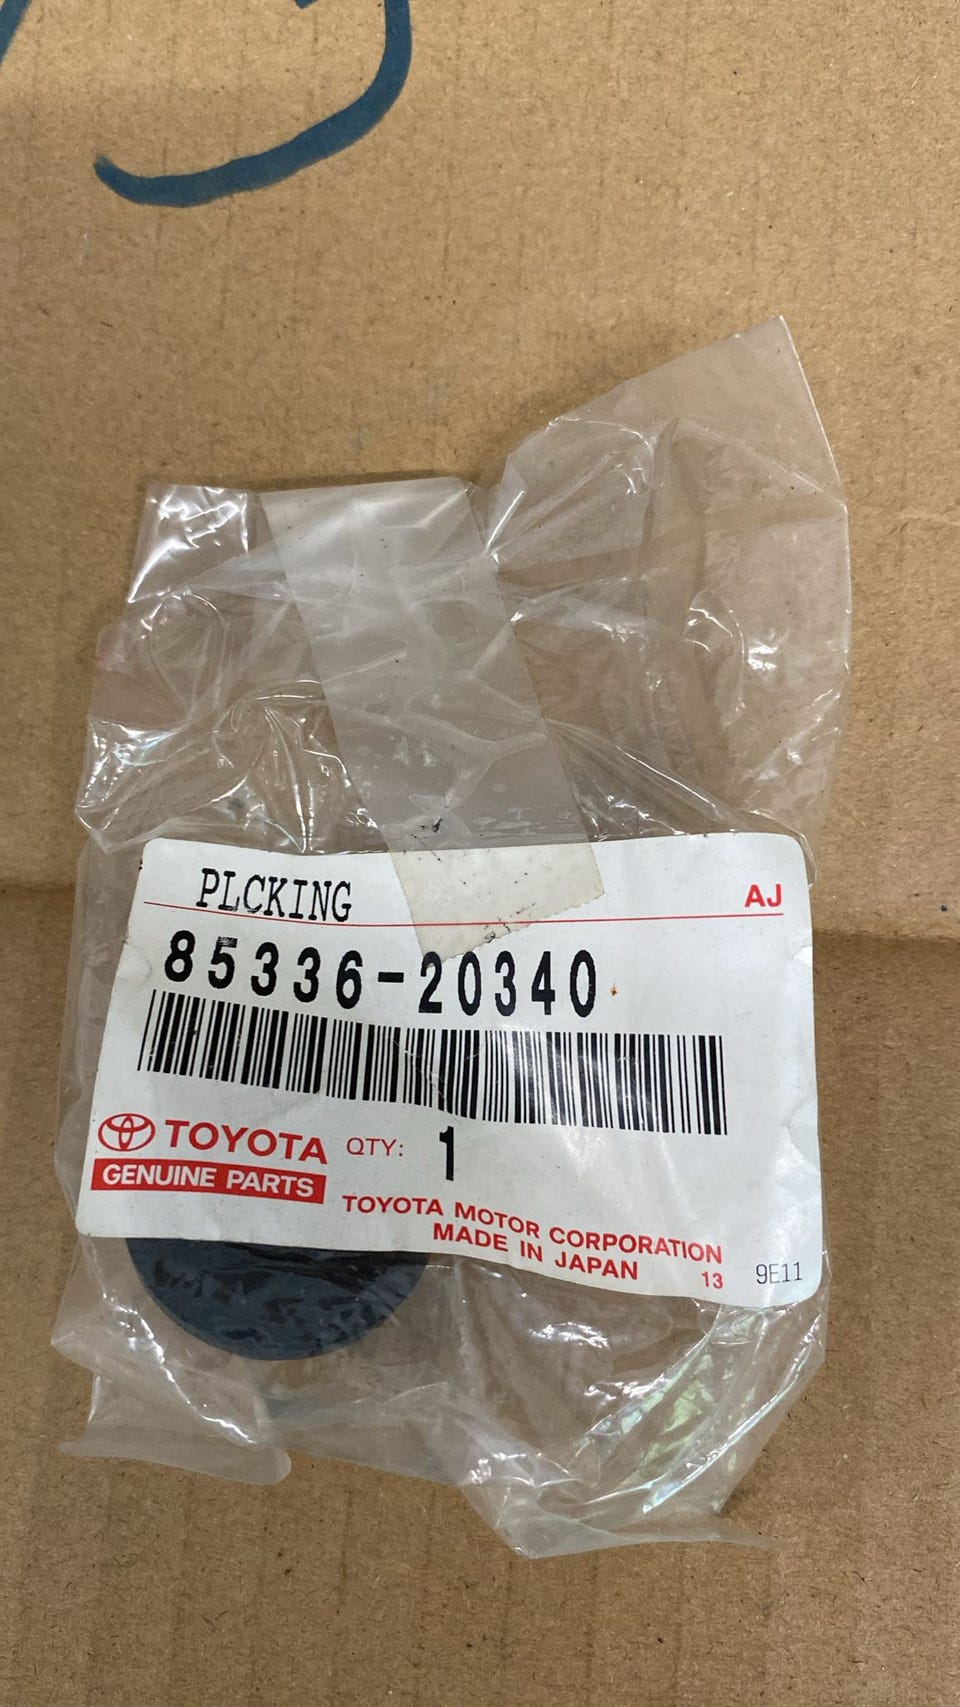 PLCKING
AJ
85336-20340
TOYOTA
GENUINE PARTS
QTY: 1
TOYOTA MOTOR CORPORATION
MADE IN JAPAN 13
9E11